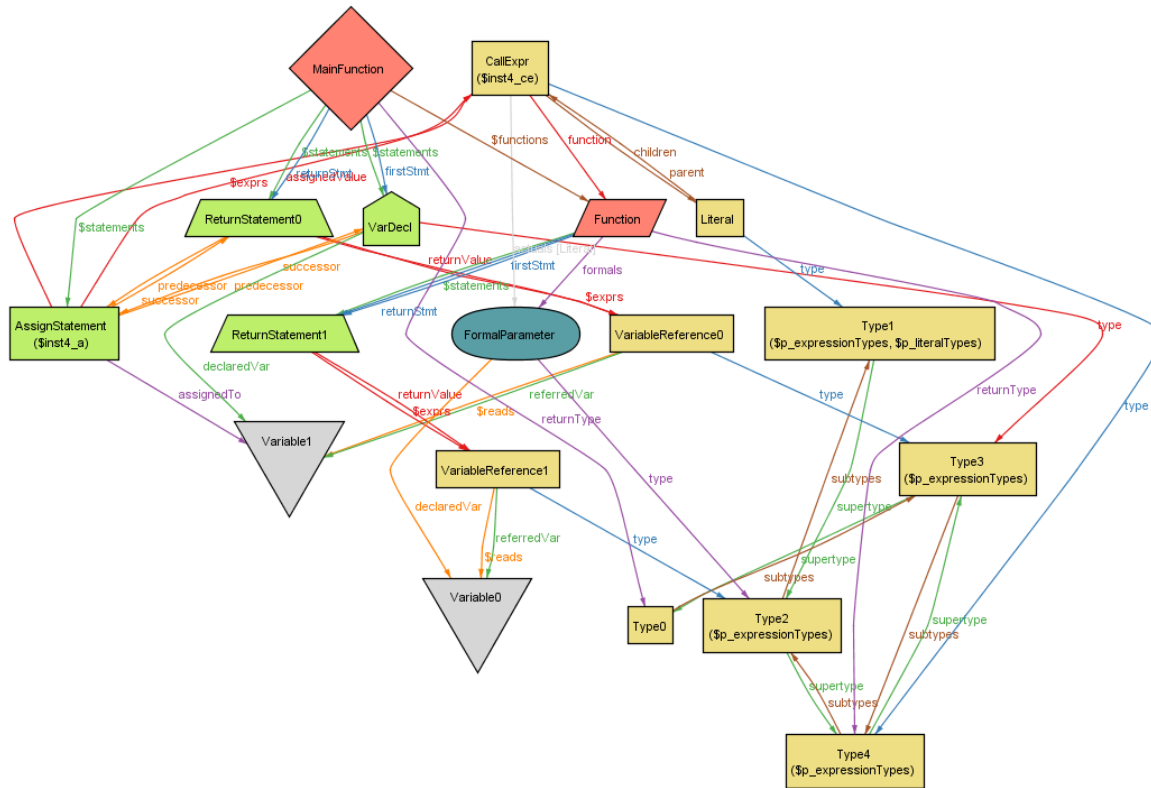 MainFunction
CallExpr
($inst4_ce)
$functions
function
children
parent
$statements
$statements
returnStmt
firstStmt
$exprs
assignedValue
ReturnStatement0
VarDecl
Function
Literal
$statements
actuals [Literal]
returnValue
firstStmt
formals
successor
predecessor
predecessor
successor
$statements
$exprs
type
type
returnStmt
AssignStatement
($inst4_a)
ReturnStatement1
FormalParameter
VariableReference0
Type1
($p_expressionTypes, $p_literalTypes)
declaredVar
assignedTo
returnValue
$exprs
$reads
referredVar
returnType
type
returnType
type
Variable1
VariableReference1
Type3
($p_expressionTypes)
declaredVar
type
subtypes
supertype
referredVar
$reads
type
supertype
subtypes
Variable0
Type0
Type2
($p_expressionTypes)
supertype
subtypes
supertype
subtypes
Type4
($p_expressionTypes)